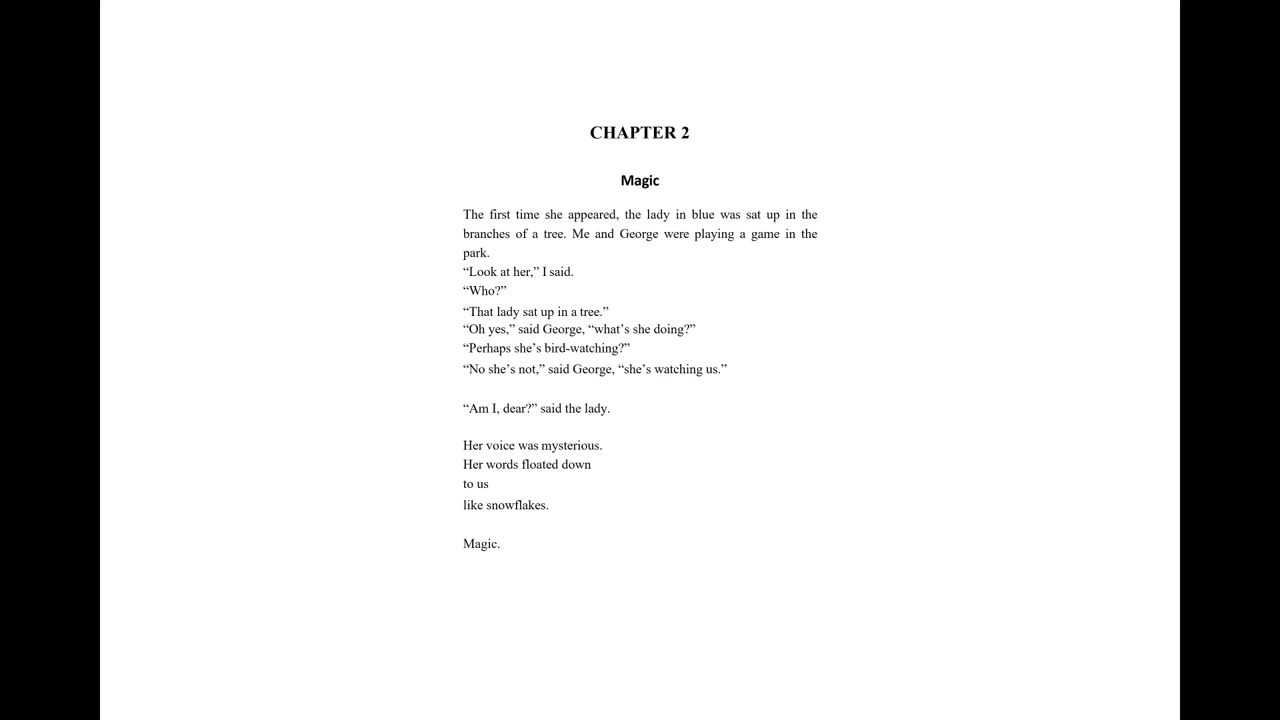 CHAPTER 2
Magic
The first time she appeared, the lady in blue was sat up in the
branches of a tree. Me and George were playing a game in the
park.
“Look at her,” I said.
“Who?”
“That lady sat up in a tree.”
“Oh yes,” said George, “what’s she doing?”
“Perhaps she’s bird-watching?”
“No she’s not,” said George, “she’s watching us.”
“Am I, dear?” said the lady.
Her voice was mysterious.
Her words floated down
to us
like snowflakes.
Magic.